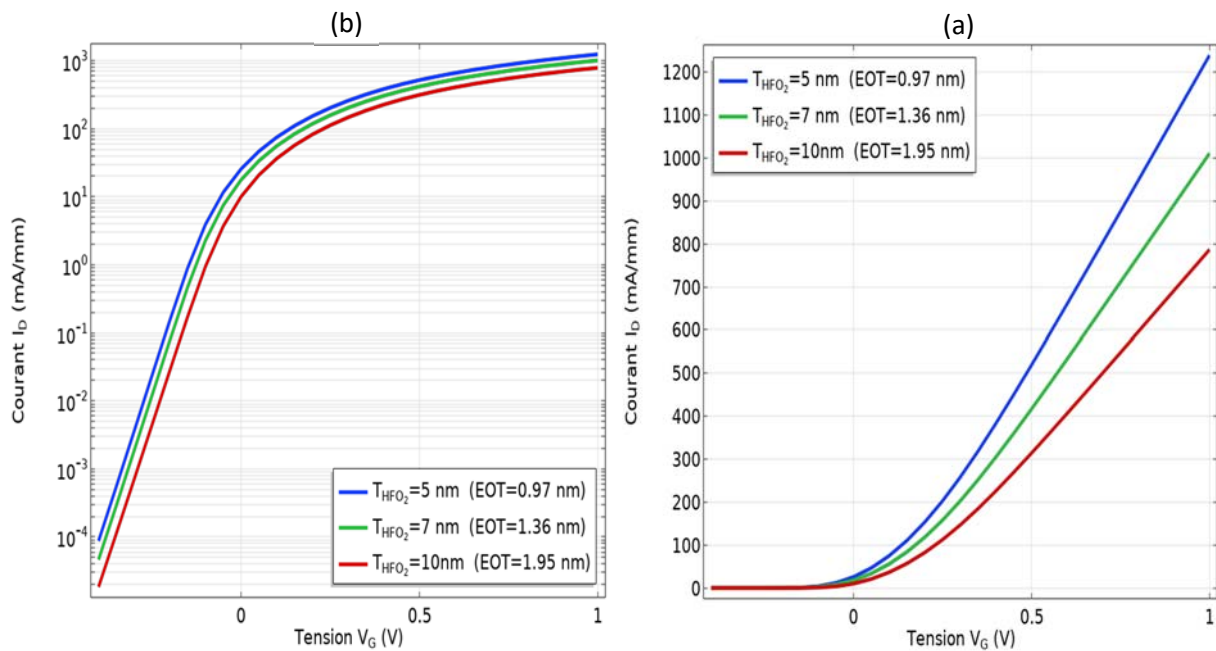 (b)
10³
10²
10¹
10⁰
10⁻¹
10⁻²
10⁻³
10⁻⁴
Courant I_D (mA/mm)
T_HFO₂=5 nm (EOT=0.97 nm)
T_HFO₂=7 nm (EOT=1.36 nm)
T_HFO₂=10nm (EOT=1.95 nm)
0 0.5 1
Tension V_G (V)
(a)
1200
1100
1000
900
800
700
600
500
400
300
200
100
0
Courant I_D (mA/mm)
T_HFO₂=5 nm (EOT=0.97 nm)
T_HFO₂=7 nm (EOT=1.36 nm)
T_HFO₂=10nm (EOT=1.95 nm)
0 0.5 1
Tension V_G (V)